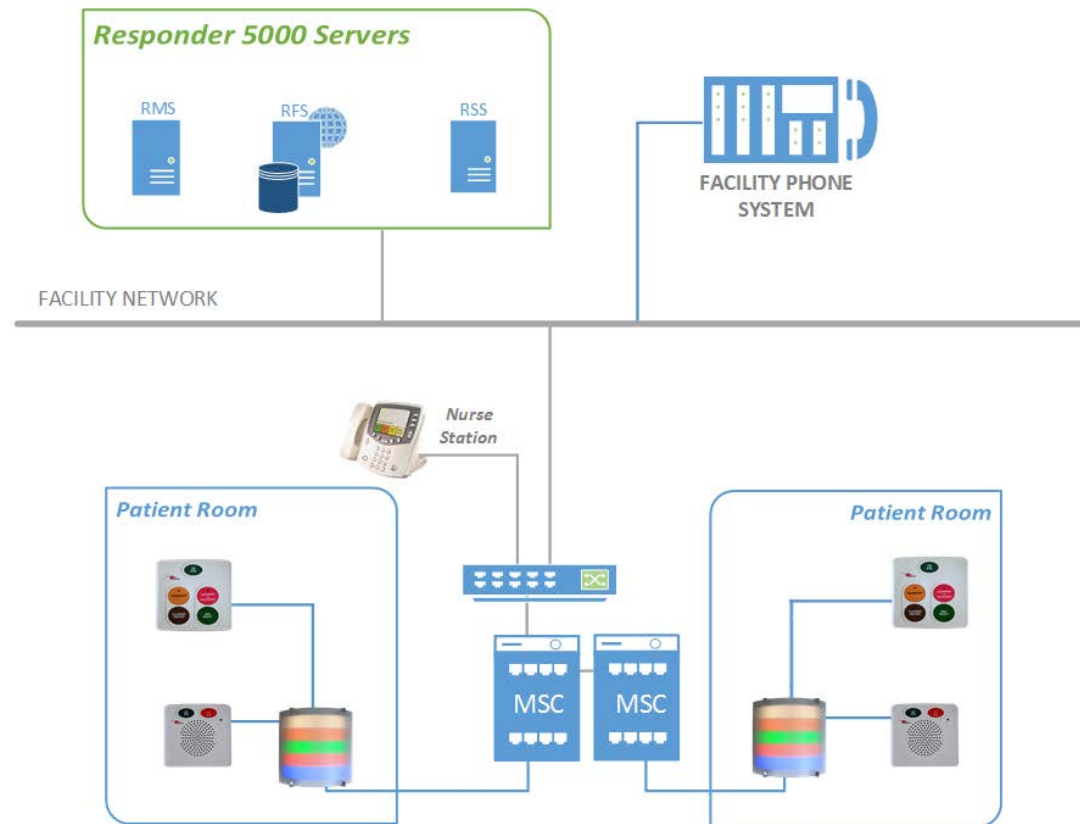 Responder 5000 Servers
RMS
RFS
RSS
FACILITY PHONE
SYSTEM
FACILITY NETWORK
Nurse
Station
Patient Room
Patient Room
MSC
MSC